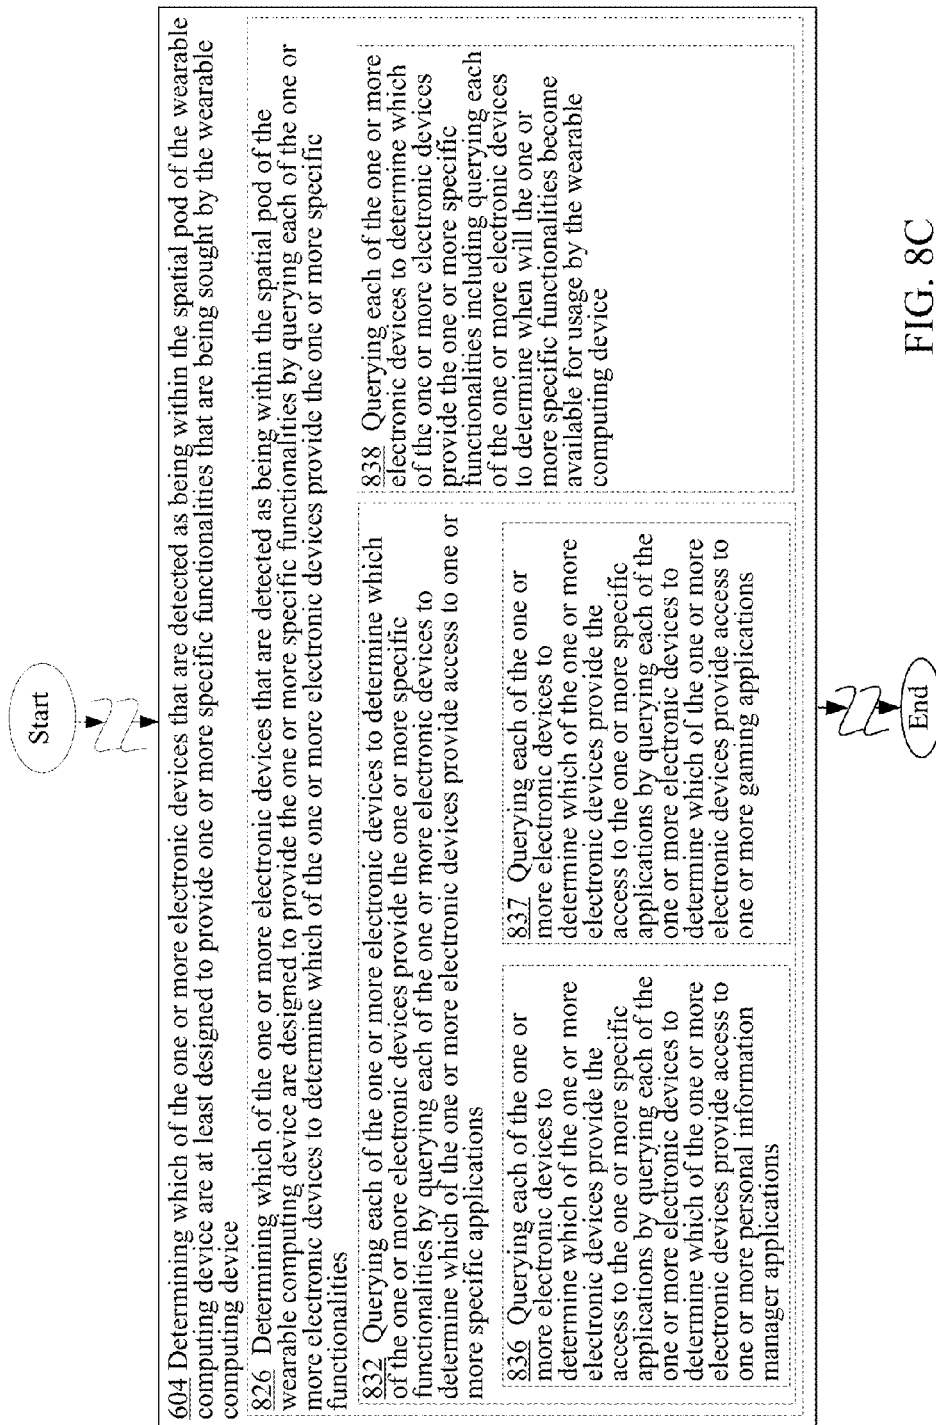 Start
604 Determining which of the one or more electronic devices that are detected as being within the spatial pod of the wearable
computing device are at least designed to provide one or more specific functionalities that are being sought by the wearable
computing device
826 Determining which of the one or more electronic devices that are detected as being within the spatial pod of the
wearable computing device are designed to provide the one or more specific functionalities by querying each of the one or
more electronic devices to determine which of the one or more electronic devices provide the one or more specific
functionalities
832 Querying each of the one or more electronic devices to determine which
of the one or more electronic devices provide the one or more specific
functionalities by querying each of the one or more electronic devices to
determine which of the one or more electronic devices provide access to one or
more specific applications
836 Querying each of the one or
more electronic devices to
determine which of the one or more
electronic devices provide the
access to the one or more specific
applications by querying each of the
one or more electronic devices to
determine which of the one or more
electronic devices provide access to
one or more personal information
manager applications
837 Querying each of the one or
more electronic devices to
determine which of the one or more
electronic devices provide the
access to the one or more specific
applications by querying each of the
one or more electronic devices to
determine which of the one or more
electronic devices provide access to
one or more gaming applications
838 Querying each of the one or more
electronic devices to determine which
of the one or more electronic devices
provide the one or more specific
functionalities including querying each
of the one or more electronic devices
to determine when will the one or
more specific functionalities become
available for usage by the wearable
computing device
End
FIG. 8C